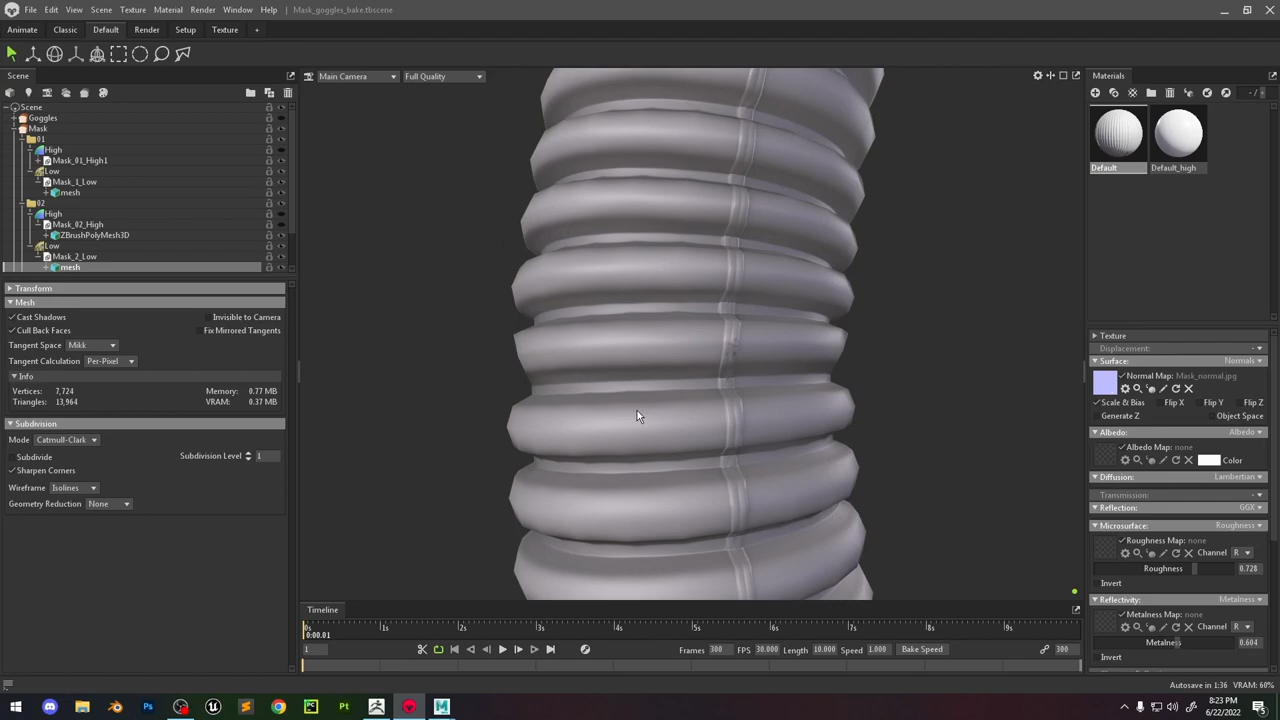 File Edit View Scene Texture Material Render Window Help Mask_goggles_bake.tbscene
Animate Classic Default Render Setup Texture +
Scene
Main Camera Full Quality
Materials
Scene
Goggles
Mask
01
High
Mask_01_High1
Low
Mask_1_Low
mesh
02
High
Mask_02_High
ZBrushPolyMesh3D
Low
Mask_2_Low
mesh
Transform
Mesh
Cast Shadows Invisible to Camera
Cull Back Faces Fix Mirrored Tangents
Tangent Space Mikk
Tangent Calculation Per-Pixel
Info
Vertices: 7,724 Memory: 0.77 MB
Triangles: 13,964 VRAM: 0.37 MB
Subdivision
Mode Catmull-Clark
Subdivide Subdivision Level 1
Sharpen Corners
Wireframe Isolines
Geometry Reduction None
- / ∞
Default Default_high
Texture
Displacement: -
Surface: Normals
Normal Map: Mask_normal.jpg
Scale & Bias Flip X Flip Y Flip Z
Generate Z Object Space
Albedo: Albedo
Albedo Map: none
Color
Diffusion: Lambertian
Transmission: -
Reflection: GGX
Microsurface: Roughness
Roughness Map: none
Channel R
Roughness 0.728
Invert
Reflectivity: Metalness
Metalness Map: none
Channel R
Metalness 0.604
Invert
Timeline
0s 1s 2s 3s 4s 5s 6s 7s 8s 9s
0:00.01
1 Frames 300 FPS 30.000 Length 10.000 Speed 1.000 Bake Speed 300
Autosave in 1:36 VRAM: 60%
8:23 PM
6/22/2022